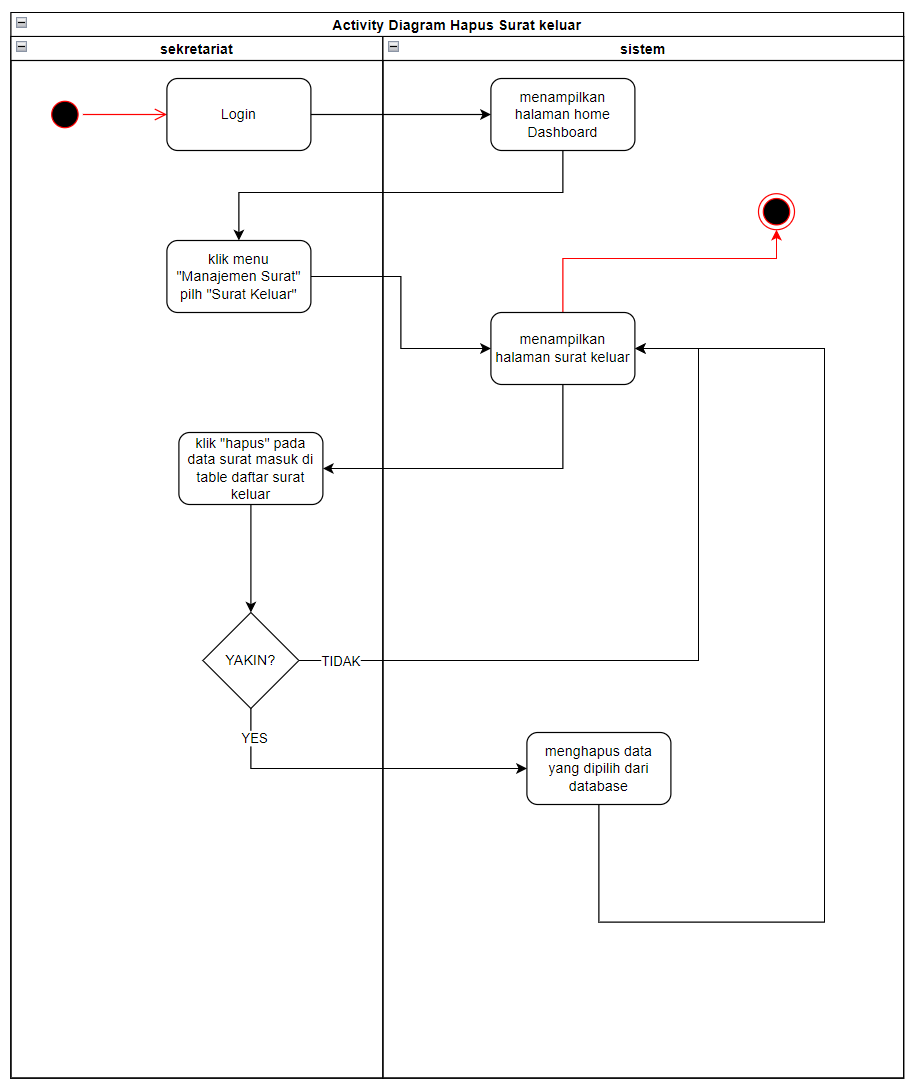 Activity Diagram Hapus Surat keluar
sekretariat
sistem
Login
menampilkan
halaman home
Dashboard
klik menu
"Manajemen Surat"
pilh "Surat Keluar"
menampilkan
halaman surat keluar
klik "hapus" pada
data surat masuk di
table daftar surat
keluar
YAKIN?
TIDAK
YES
menghapus data
yang dipilih dari
database